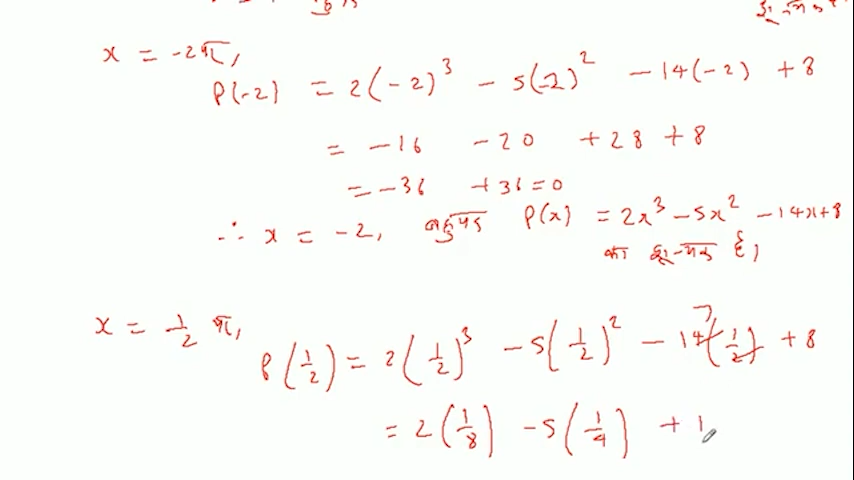 x = -2 पर,
P(-2) = 2(-2)³ - 5(-2)² - 14(-2) + 8
= -16 - 20 + 28 + 8
= -36 + 36 = 0
∴ x = -2, बहुपद P(x) = 2x³ - 5x² - 14x + 8
का शून्यक है,
x = 1/2 पर,
P(1/2) = 2(1/2)³ - 5(1/2)² - 14(1/2) + 8
7
= 2(1/8) - 5(1/4) + 1